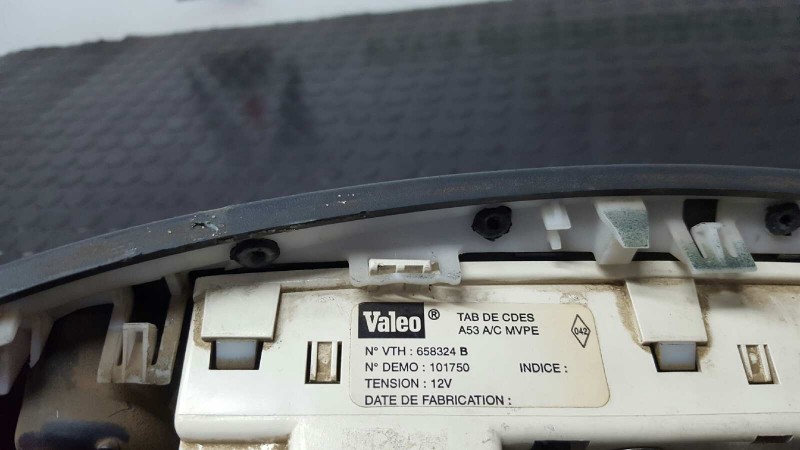 Valeo ® TAB DE CDES
A53 A/C MVPE
042
N° VTH : 658324 B
N° DEMO : 101750 INDICE :
TENSION : 12V
DATE DE FABRICATION :